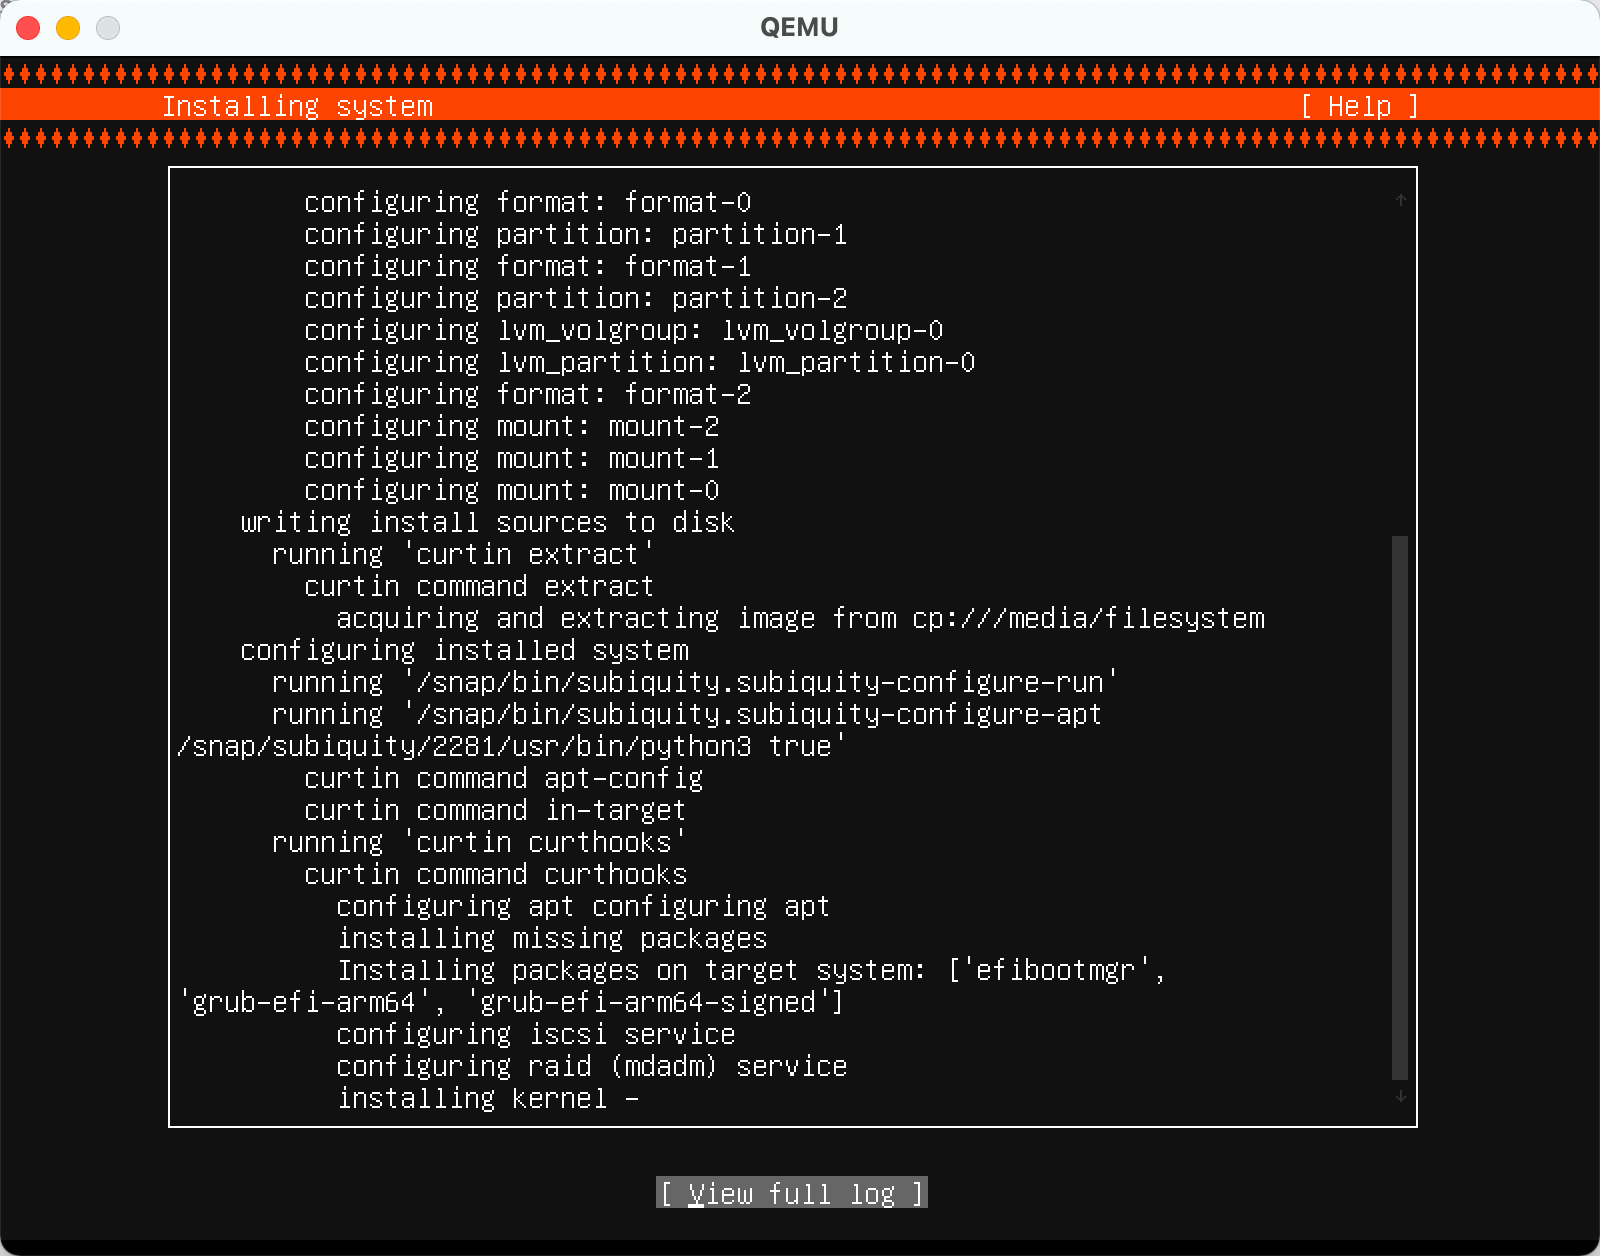 QEMU
Installing system [ Help ]
configuring format: format-0
configuring partition: partition-1
configuring format: format-1
configuring partition: partition-2
configuring lvm_volgroup: lvm_volgroup-0
configuring lvm_partition: lvm_partition-0
configuring format: format-2
configuring mount: mount-2
configuring mount: mount-1
configuring mount: mount-0
writing install sources to disk
running 'curtin extract'
curtin command extract
acquiring and extracting image from cp:///media/filesystem
configuring installed system
running '/snap/bin/subiquity.subiquity-configure-run'
running '/snap/bin/subiquity.subiquity-configure-apt
/snap/subiquity/2281/usr/bin/python3 true'
curtin command apt-config
curtin command in-target
running 'curtin curthooks'
curtin command curthooks
configuring apt configuring apt
installing missing packages
Installing packages on target system: ['efibootmgr',
'grub-efi-arm64', 'grub-efi-arm64-signed']
configuring iscsi service
configuring raid (mdadm) service
installing kernel -
[ View full log ]